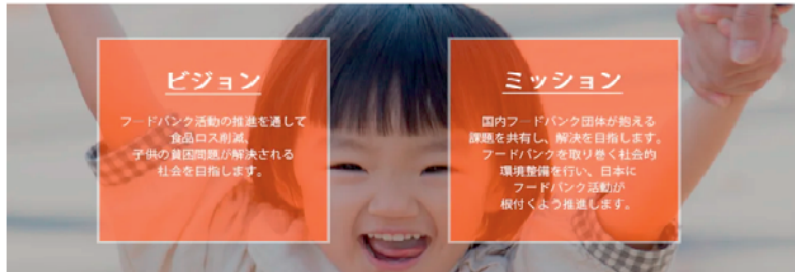 ビジョン
フードバンク活動の推進を通して
食品ロス削減、
子供の貧困問題が解決される
社会を目指します。
ミッション
国内フードバンク団体が抱える
課題を共有し、解決を目指します。
フードバンクを取り巻く社会的
環境整備を行い、日本に
フードバンク活動が
根付くよう推進します。